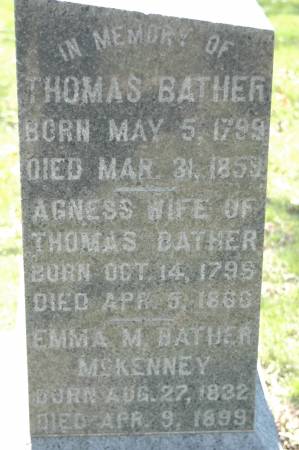 IN MEMORY OF
THOMAS BATHER
BORN MAY 5, 1799
DIED MAR. 31, 1859
AGNESS WIFE OF
THOMAS BATHER
BORN OCT. 14, 1795
DIED APR. 5, 1866
EMMA M. BATHER
MCKENNEY
BORN AUG. 27, 1832
DIED APR. 9, 1899